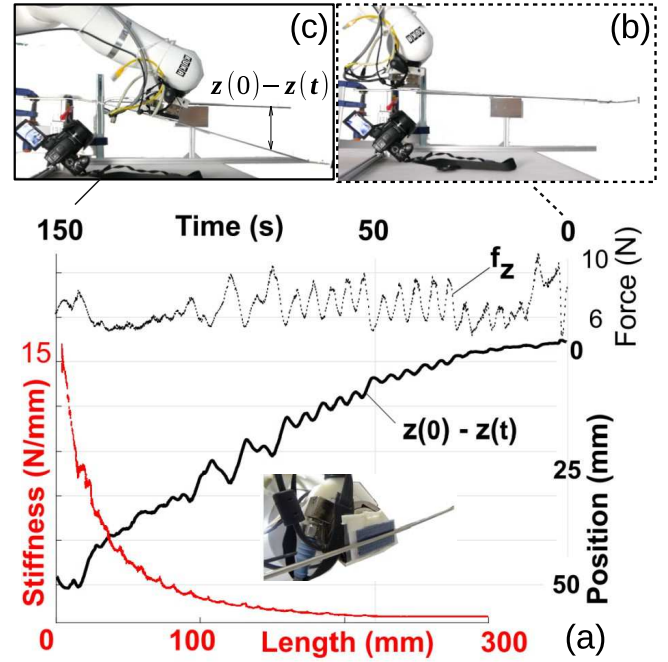 (c)
(b)
z(0)−z(t)
150 Time (s) 50 0
f_z
10
6
Force (N)
15
0
z(0) - z(t)
25
50
Stiffness (N/mm)
Position (mm)
0 100 Length (mm) 300
(a)